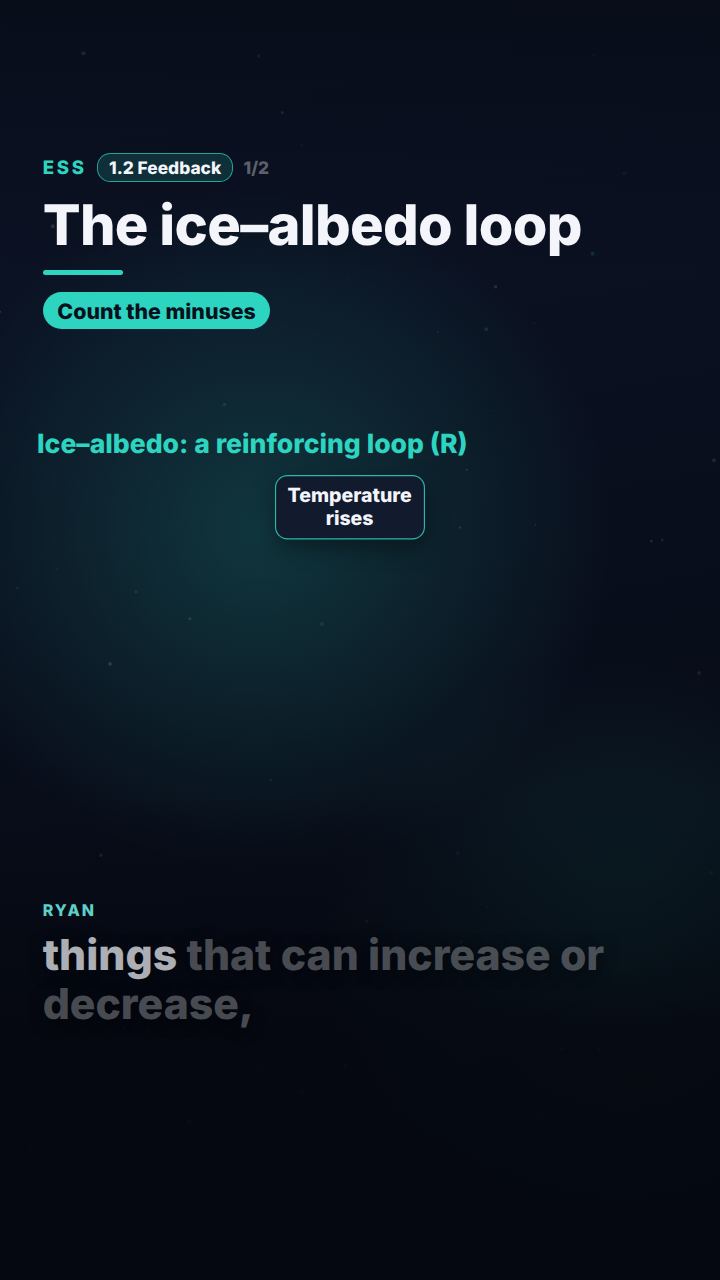 ESS 1.2 Feedback 1/2
The ice–albedo loop
Count the minuses
Ice–albedo: a reinforcing loop (R)
Temperature
rises
RYAN
things that can increase or
decrease,